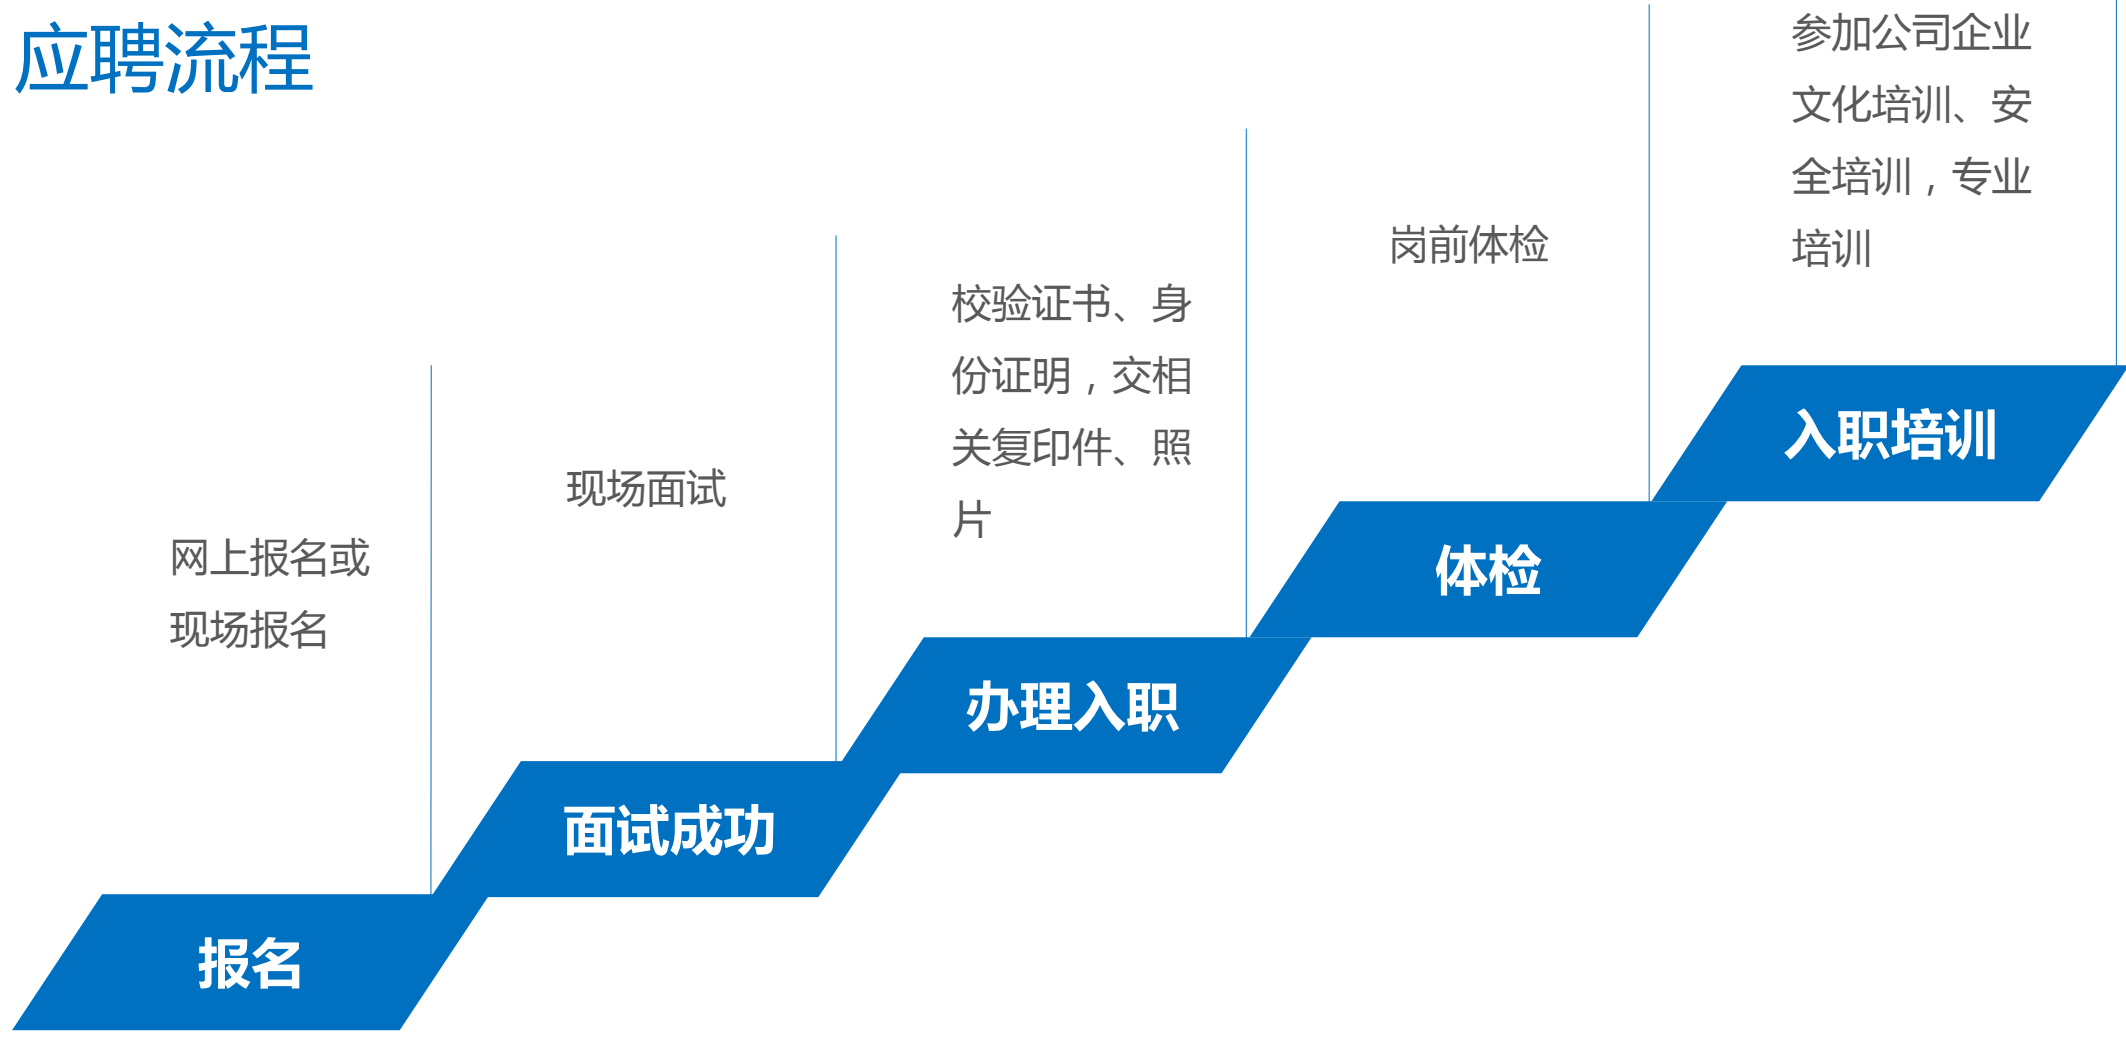 应聘流程
网上报名或
现场报名
报名
现场面试
面试成功
校验证书、身
份证明，交相
关复印件、照
片
办理入职
岗前体检
体检
参加公司企业
文化培训、安
全培训，专业
培训
入职培训